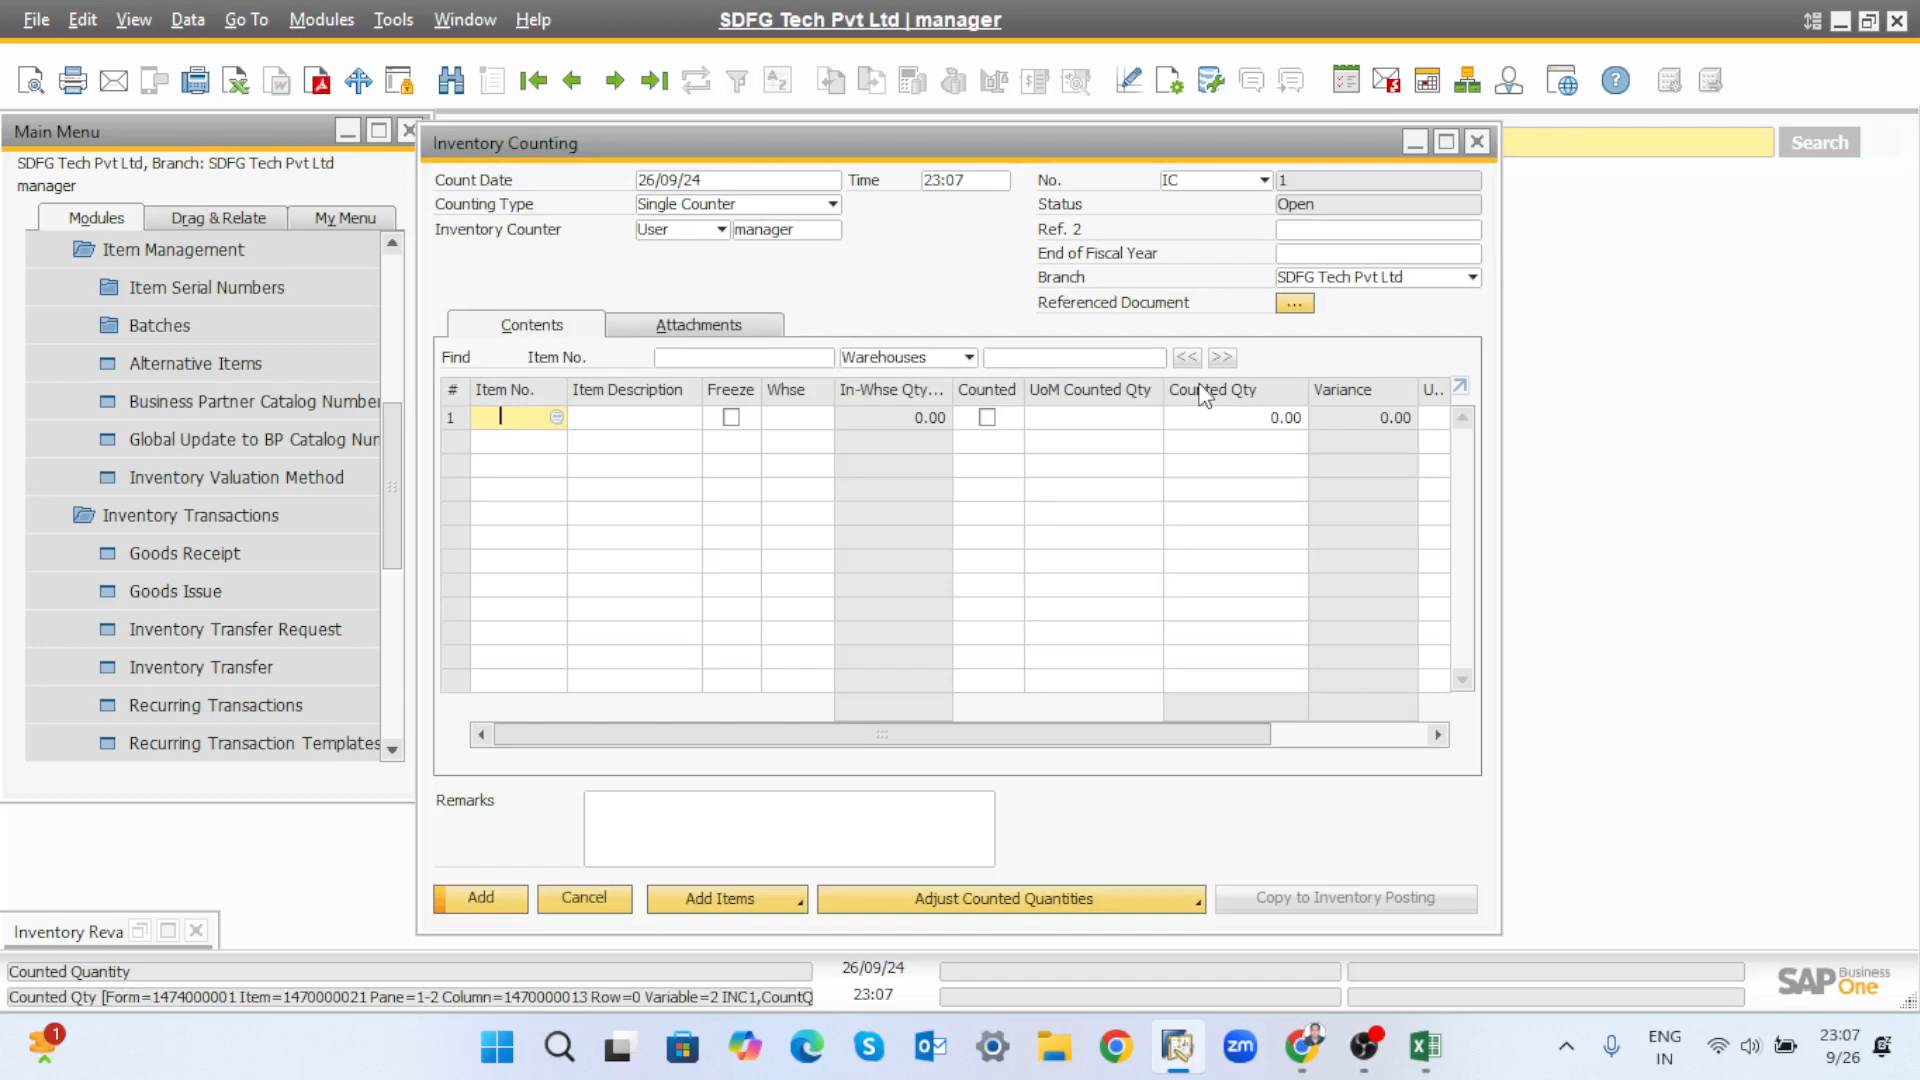 File Edit View Data Go To Modules Tools Window Help
SDFG Tech Pvt Ltd | manager
Main Menu
SDFG Tech Pvt Ltd, Branch: SDFG Tech Pvt Ltd
manager
Modules Drag & Relate My Menu
Item Management
Item Serial Numbers
Batches
Alternative Items
Business Partner Catalog Number
Global Update to BP Catalog Nur
Inventory Valuation Method
Inventory Transactions
Goods Receipt
Goods Issue
Inventory Transfer Request
Inventory Transfer
Recurring Transactions
Recurring Transaction Templates
Search
Inventory Counting
Count Date 26/09/24 Time 23:07 No. IC 1
Counting Type Single Counter Status Open
Inventory Counter User manager Ref. 2
End of Fiscal Year
Branch SDFG Tech Pvt Ltd
Referenced Document ...
Contents Attachments
Find Item No. Warehouses << >>
# Item No. Item Description Freeze Whse In-Whse Qty... Counted UoM Counted Qty Counted Qty Variance U..
1 0.00 0.00 0.00
Remarks
Add Cancel Add Items Adjust Counted Quantities Copy to Inventory Posting
Inventory Reva
Counted Quantity 26/09/24
Counted Qty [Form=1474000001 Item=1470000021 Pane=1-2 Column=1470000013 Row=0 Variable=2 INC1,CountQ 23:07
SAP Business One
1
zm
ENG
IN
23:07
9/26